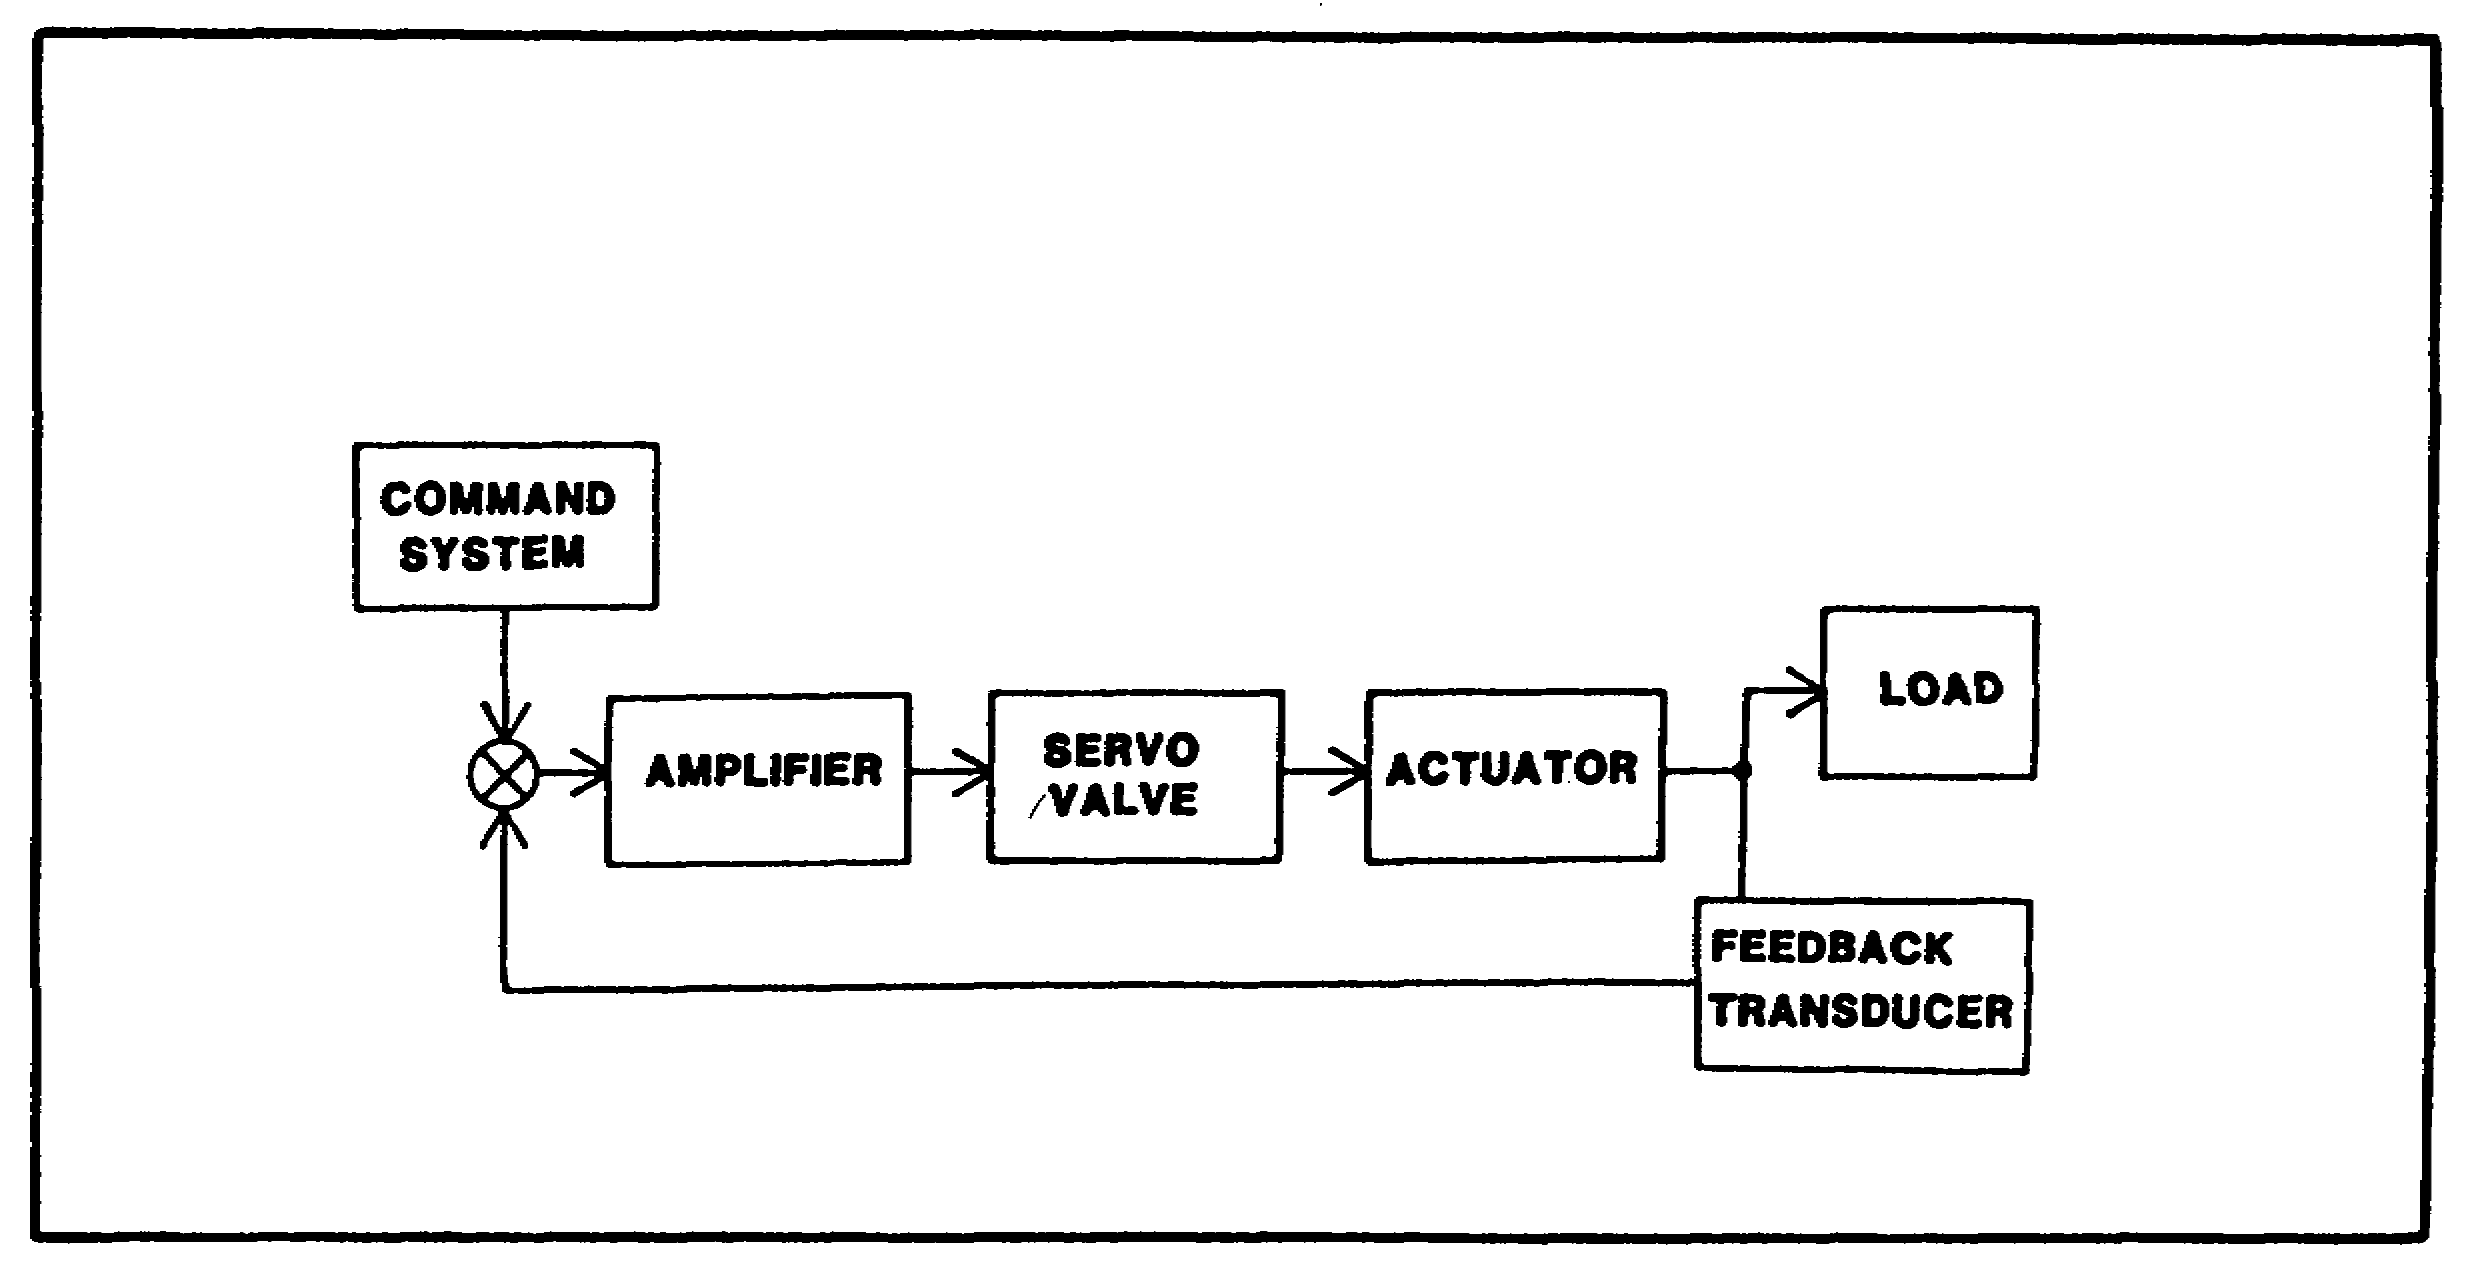 COMMAND
SYSTEM
AMPLIFIER
SERVO
VALVE
ACTUATOR
LOAD
FEEDBACK
TRANSDUCER